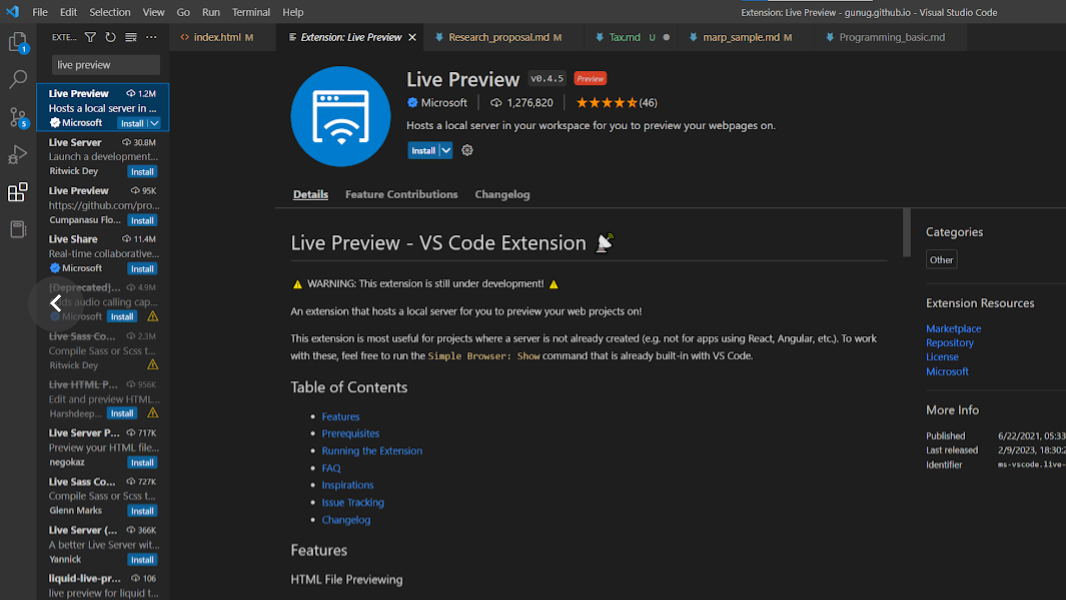 File Edit Selection View Go Run Terminal Help
Extension: Live Preview - gunug.github.io - Visual Studio Code
EXTE...
index.html M
Extension: Live Preview
Research_proposal.md M
Tax.md U
marp_sample.md M
Programming_basic.md
1
5
live preview
Live Preview 1.2M
Hosts a local server in ...
Microsoft Install
Live Server 30.8M
Launch a development...
Ritwick Dey Install
Live Preview 95K
https://github.com/pro...
Cumpanasu Flo... Install
Live Share 11.4M
Real-time collaborative...
Microsoft Install
[Deprecated]... 4.9M
audio calling cap...
Microsoft Install
Live Sass Co... 2.3M
Compile Sass or Scss t...
Ritwick Dey
Live HTML P... 956K
Edit and preview HTML...
Harshdeep... Install
Live Server P... 717K
Preview your HTML file...
negokaz Install
Live Sass Co... 727K
Compile Sass or Scss t...
Glenn Marks Install
Live Server (... 366K
A better Live Server wit...
Yannick Install
liquid-live-pr... 106
live preview for liquid t...
Live Preview v0.4.5 Preview
Microsoft 1,276,820 (46)
Hosts a local server in your workspace for you to preview your webpages on.
Install
Details Feature Contributions Changelog
Live Preview - VS Code Extension
WARNING: This extension is still under development!
An extension that hosts a local server for you to preview your web projects on!
This extension is most useful for projects where a server is not already created (e.g. not for apps using React, Angular, etc.). To work
with these, feel free to run the Simple Browser: Show command that is already built-in with VS Code.
Table of Contents
Features
Prerequisites
Running the Extension
FAQ
Inspirations
Issue Tracking
Changelog
Features
HTML File Previewing
Categories
Other
Extension Resources
Marketplace
Repository
License
Microsoft
More Info
Published 6/22/2021, 05:33
Last released 2/9/2023, 18:30:2
Identifier ms-vscode.live-